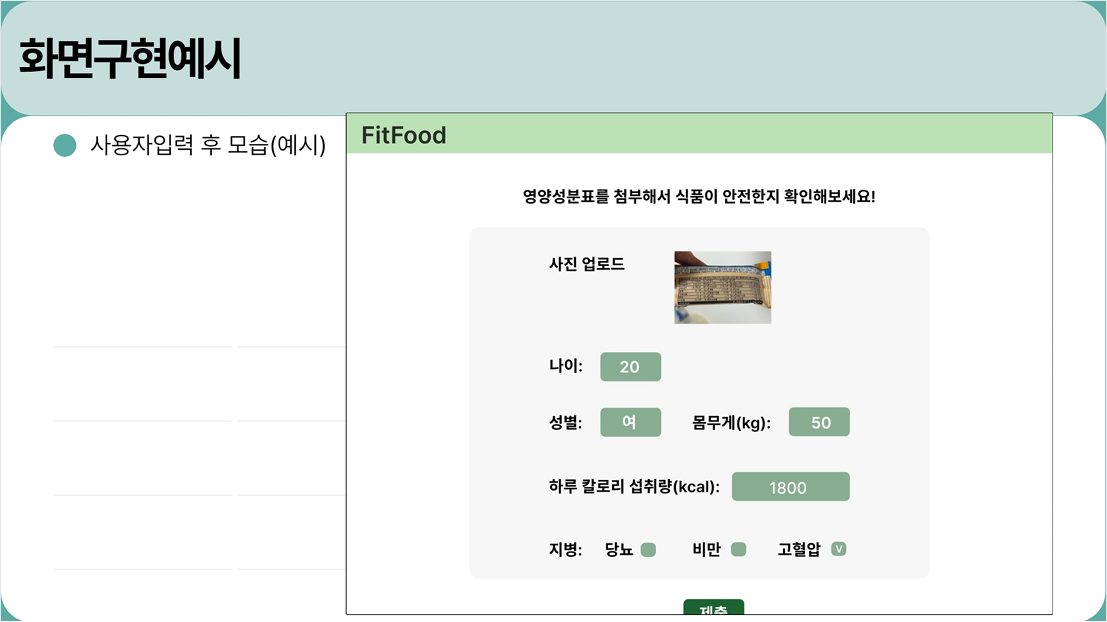 화면구현예시
사용자입력 후 모습(예시)
FitFood
영양성분표를 첨부해서 식품이 안전한지 확인해보세요!
사진 업로드
나이: 20
성별: 여 몸무게(kg): 50
하루 칼로리 섭취량(kcal): 1800
지병: 당뇨 비만 고혈압 V
제출